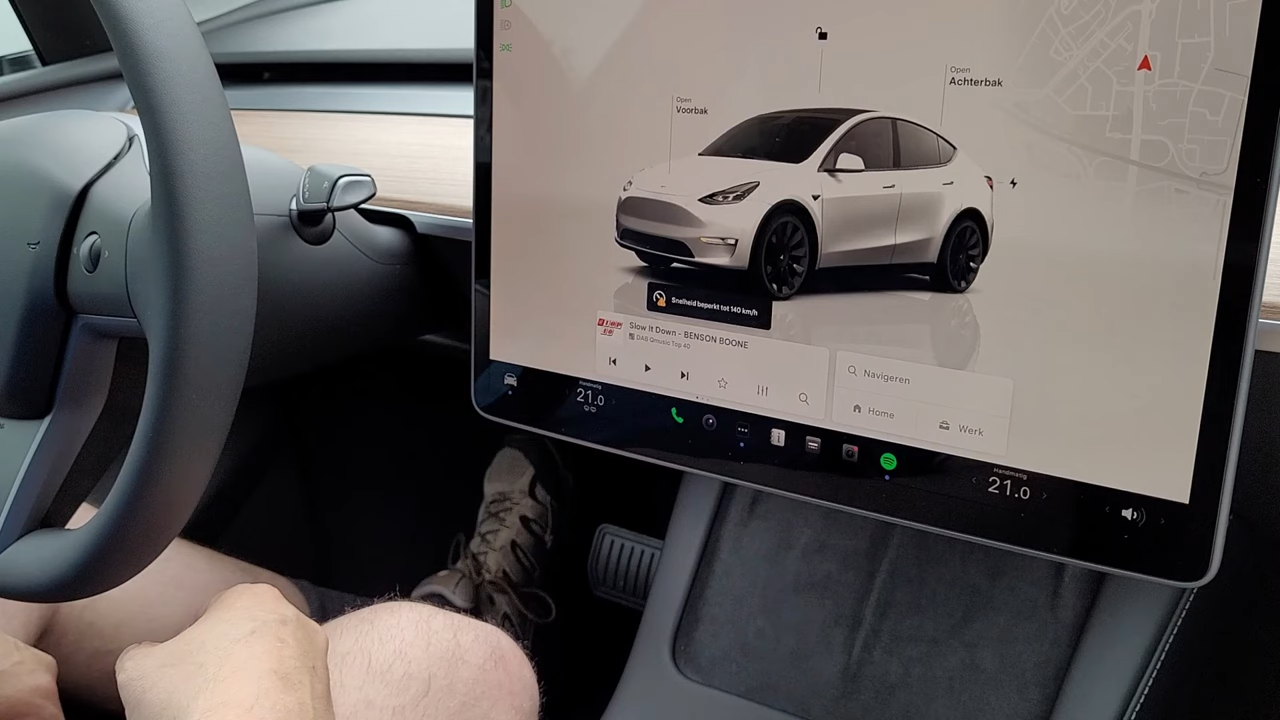 Open
Achterbak
Open
Voorbak
Snelheid beperkt tot 140 km/h
Slow It Down - BENSON BOONE
DAB Qmusic Top 40
Navigeren
Home
Werk
Handmatig
21.0
Handmatig
21.0